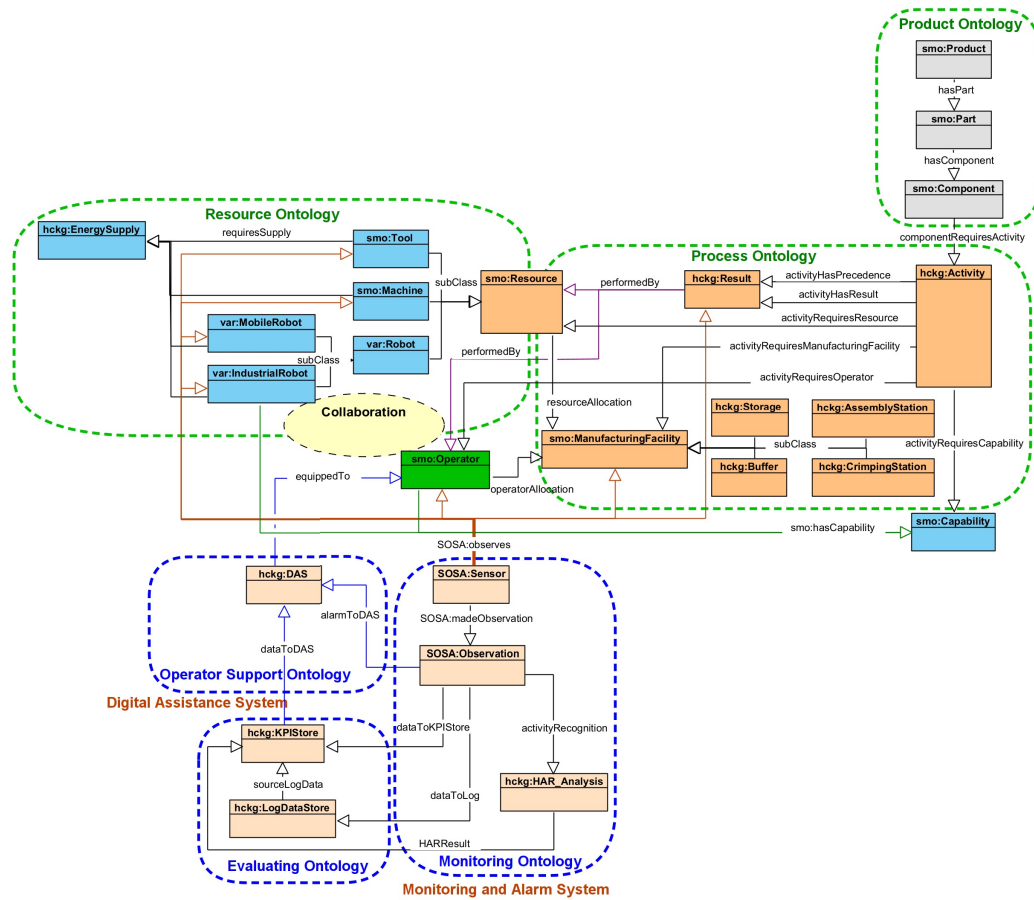 Product Ontology
smo:Product
hasPart
smo:Part
hasComponent
smo:Component
componentRequiresActivity
Resource Ontology
hckg:EnergySupply
requiresSupply
smo:Tool
smo:Machine
subClass
var:MobileRobot
var:Robot
subClass
var:IndustrialRobot
Collaboration
Process Ontology
smo:Resource
performedBy
hckg:Result
activityHasPrecedence
hckg:Activity
activityHasResult
activityRequiresResource
activityRequiresManufacturingFacility
performedBy
activityRequiresOperator
resourceAllocation
hckg:Storage
hckg:AssemblyStation
smo:ManufacturingFacility
subClass
activityRequiresCapability
hckg:Buffer
hckg:CrimpingStation
smo:Operator
equippedTo
operatorAllocation
smo:hasCapability
smo:Capability
SOSA:observes
hckg:DAS
SOSA:Sensor
alarmToDAS
SOSA:madeObservation
dataToDAS
SOSA:Observation
Operator Support Ontology
Digital Assistance System
hckg:KPIStore
dataToKPIStore
activityRecognition
sourceLogData
hckg:HAR_Analysis
dataToLog
hckg:LogDataStore
HARResult
Evaluating Ontology
Monitoring Ontology
Monitoring and Alarm System